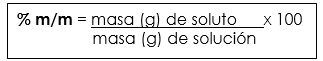 % m/m = masa (g) de soluto x 100
masa (g) de solución